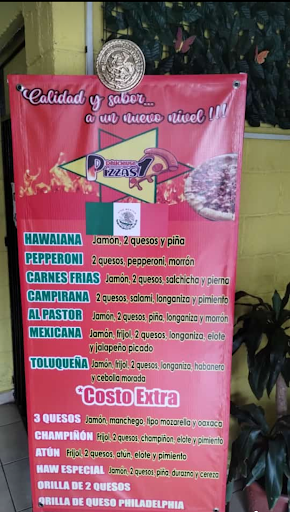 Calidad y sabor...
a un nuevo nivel !!!
Deliciosas
Pizzas 1
HAWAIANA Jamón, 2 quesos y piña
PEPPERONI 2 quesos, pepperoni, morrón
CARNES FRIAS Jamón, 2 quesos, salchicha y pierna
CAMPIRANA 2 quesos, salami, longaniza y pimiento
AL PASTOR Jamón, 2 quesos, piña, longaniza y morrón
MEXICANA Jamón, frijol, 2 quesos, longaniza, elote
y jalapeño picado
TOLUQUEÑA Jamón, frijol, 2 quesos, longaniza, habanero
y cebolla morada
*Costo Extra
3 QUESOS Jamón, manchego, tipo mozarella y oaxaca
CHAMPIÑÓN Frijol, 2 quesos, champiñon, elote y pimiento
ATÚN Frijol, 2 quesos, atun, elote y pimiento
HAW ESPECIAL Jamón, 2 quesos, piña, durazno y cereza
ORILLA DE 2 QUESOS
ORILLA DE QUESO PHILADELPHIA